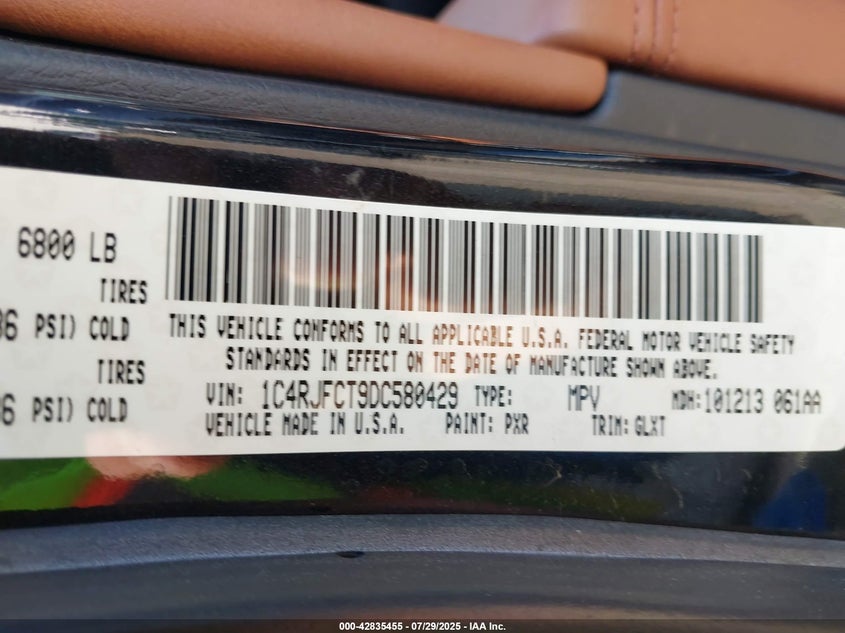 6800 LB
TIRES
36 PSI) COLD
TIRES
36 PSI) COLD
THIS VEHICLE CONFORMS TO ALL APPLICABLE U.S.A. FEDERAL MOTOR VEHICLE SAFETY
STANDARDS IN EFFECT ON THE DATE OF MANUFACTURE SHOWN ABOVE.
VIN: 1C4RJFCT9DC580429 TYPE: MPV MDH:101213 061AA
VEHICLE MADE IN U.S.A. PAINT: PXR TRIM: GLXT
000-42835455 - 07/29/2025 - IAA Inc.